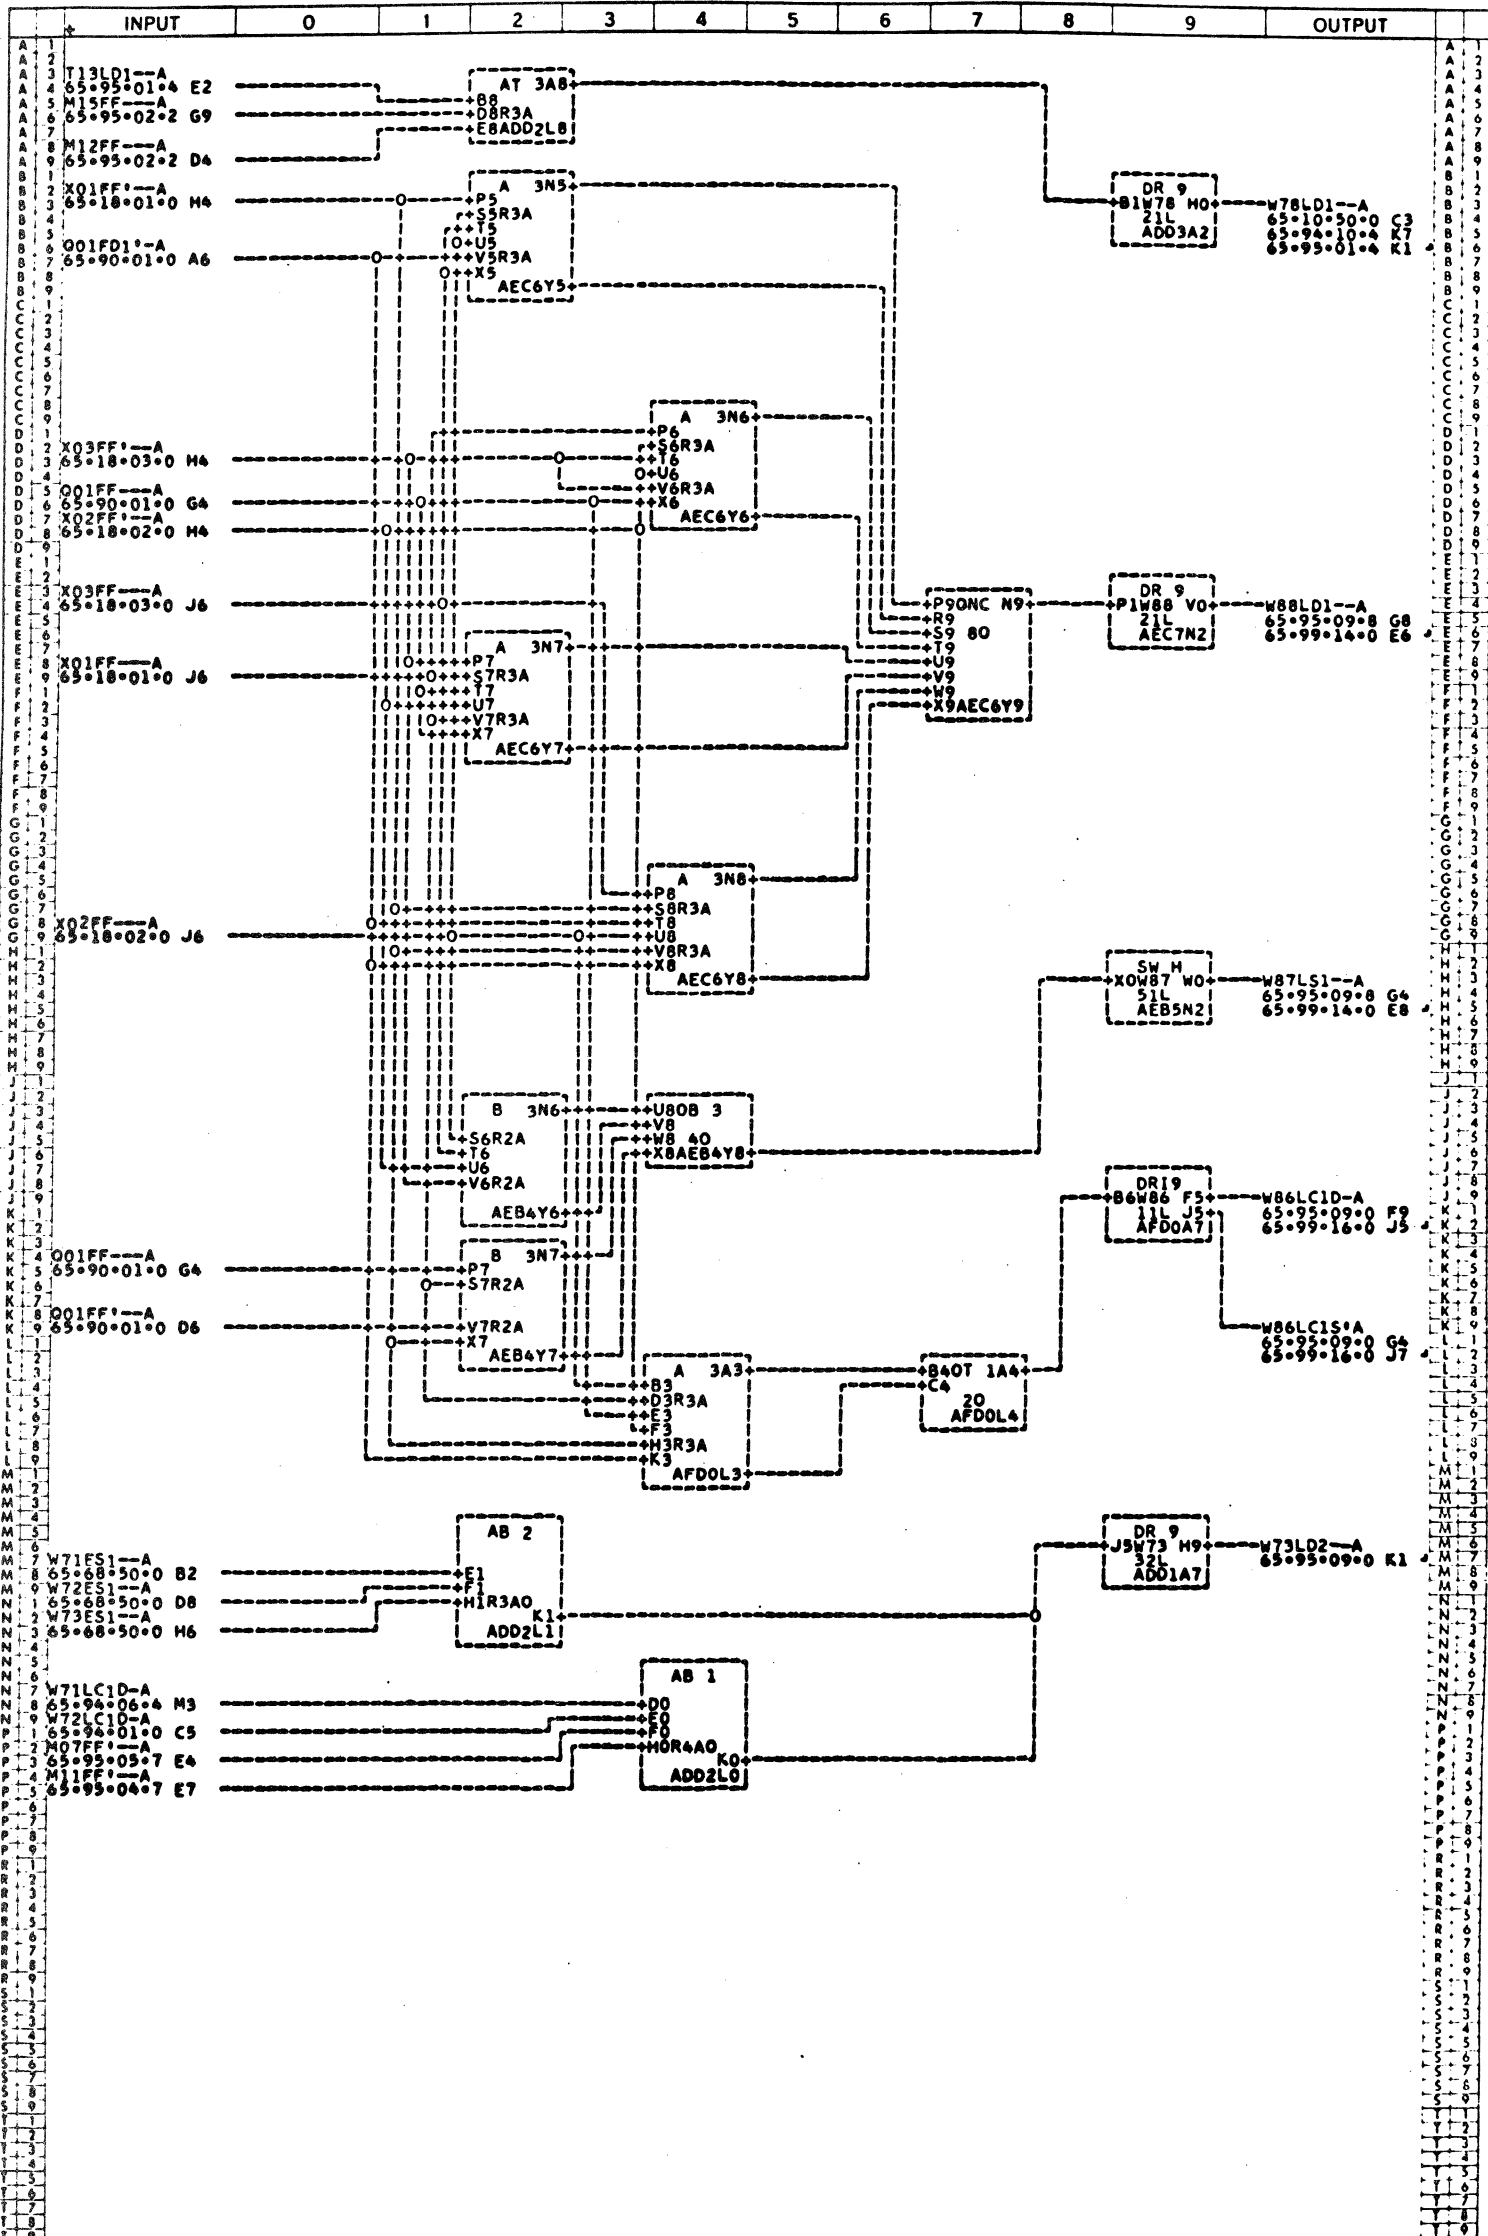 INPUT 0 1 2 3 4 5 6 7 8 9 OUTPUT
T13LD1--A
65•95•01•4 E2
M15FF---A
65•95•02•2 G9
M12FF---A
65•95•02•2 D4
AT 3A8
B8
D8R3A
E8ADD2L8
X01FF'--A
65•18•01•0 H4
Q01FD1'-A
65•90•01•0 A6
A 3N5
P5
S5R3A
T5
U5
V5R3A
X5
AEC6Y5
DR 9
B1W78 H0
21L
ADD3A2
W78LD1--A
65•10•50•0 C3
65•94•10•4 K7
65•95•01•4 K1
X03FF'--A
65•18•03•0 H4
Q01FF---A
65•90•01•0 G4
X02FF'--A
65•18•02•0 H4
A 3N6
P6
S6R3A
T6
U6
V6R3A
X6
AEC6Y6
X03FF---A
65•18•03•0 J6
X01FF---A
65•18•01•0 J6
A 3N7
P7
S7R3A
T7
U7
V7R3A
X7
AEC6Y7
P9ONC N9
R9
S9 80
T9
U9
V9
W9
X9AEC6Y9
DR 9
P1W88 V0
21L
AEC7N2
W88LD1--A
65•95•09•8 G8
65•99•14•0 E6
X02FF---A
65•18•02•0 J6
A 3N8
P8
S8R3A
T8
U8
V8R3A
X8
AEC6Y8
SW H
X0W87 W0
51L
AEB5N2
W87LS1--A
65•95•09•8 G4
65•99•14•0 E8
B 3N6
S6R2A
T6
U6
V6R2A
AEB4Y6
U8OB 3
V8
W8 40
X8AEB4Y8
DRI9
B6W86 F5
11L J5
AFD0A7
W86LC1D-A
65•95•09•0 F9
65•99•16•0 J5
Q01FF---A
65•90•01•0 G4
Q01FF'--A
65•90•01•0 D6
B 3N7
P7
S7R2A
V7R2A
X7
AEB4Y7
W86LC1S'A
65•95•09•0 G4
65•99•16•0 J7
A 3A3
B3
D3R3A
E3
F3
H3R3A
K3
AFD0L3
B4OT 1A4
C4
20
AFD0L4
W71ES1--A
65•68•50•0 B2
W72ES1--A
65•68•50•0 D8
W73ES1--A
65•68•50•0 H6
AB 2
E1
F1
H1R3AO
K1
ADD2L1
DR 9
J5W73 H9
32L
ADD1A7
W73LD2--A
65•95•09•0 K1
W71LC1D-A
65•94•06•4 M3
W72LC1D-A
65•94•01•0 C5
M07FF'--A
65•95•05•7 E4
M11FF'--A
65•95•04•7 E7
AB 1
D0
E0
F0
H0R4AO
K0
ADD2L0